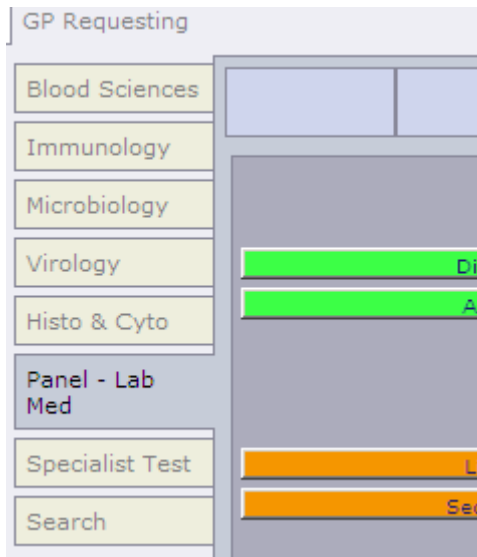 GP Requesting
Blood Sciences
Immunology
Microbiology
Virology
Histo & Cyto
Panel - Lab
Med
Specialist Test
Search